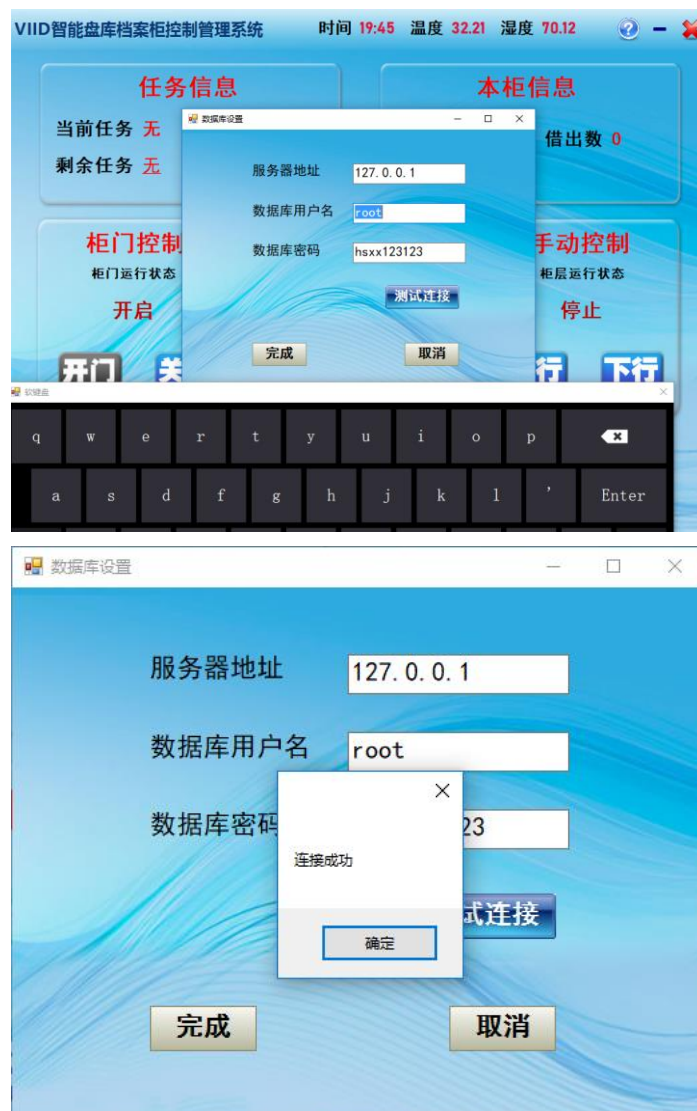 VIID智能盘库档案柜控制管理系统 时间 19:45 温度 32.21 湿度 70.12
任务信息 本柜信息
当前任务 无
剩余任务 无
借出数 0
数据库设置
服务器地址 127.0.0.1
数据库用户名 root
数据库密码 hsxx123123
测试连接
完成 取消
柜门控制 手动控制
柜门运行状态 柜层运行状态
开启 停止
开门 关 行 下行
软键盘
q w e r t y u i o p
a s d f g h j k l ' Enter
数据库设置
服务器地址 127.0.0.1
数据库用户名 root
数据库密码 23
连接成功
确定
试连接
完成 取消